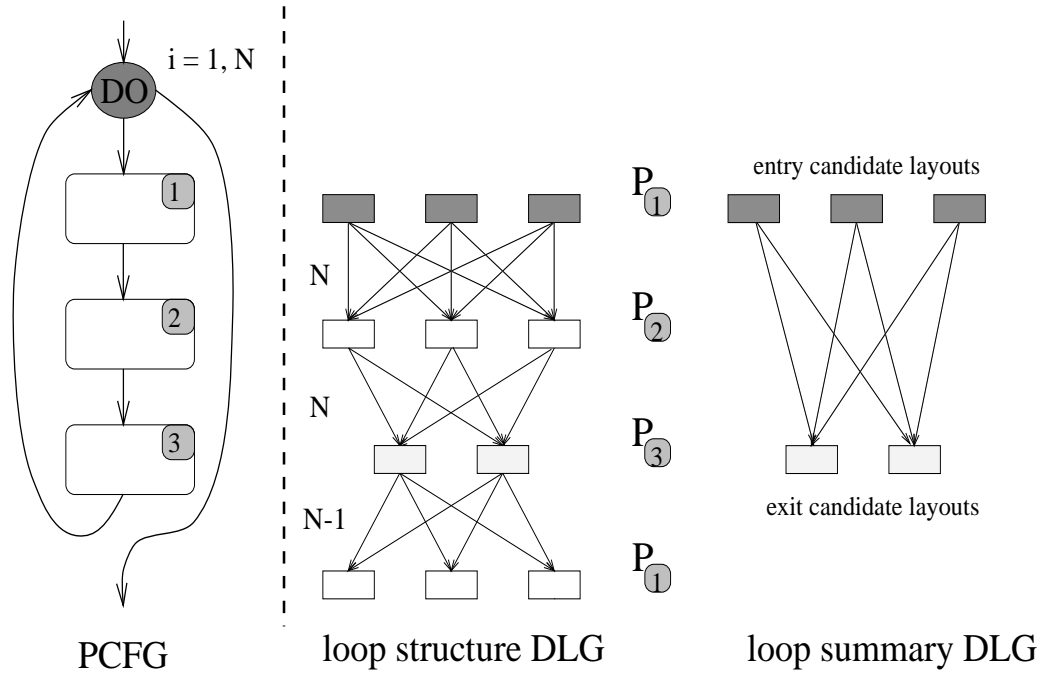 i = 1, N
DO
1
2
3
PCFG
P1
N
P2
N
P3
N-1
P1
loop structure DLG
entry candidate layouts
exit candidate layouts
loop summary DLG